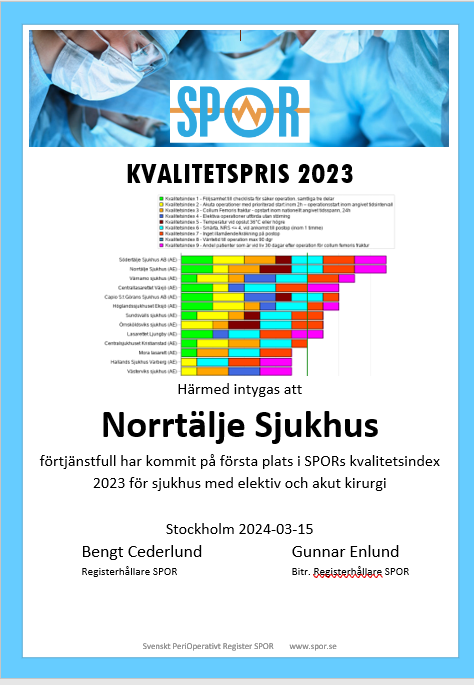 SPOR
KVALITETSPRIS 2023
Kvalitetsindex 1 - Följsamhet till checklista för säker operation, samtliga tre delar
Kvalitetsindex 2 - Akuta operationer med prioriterad start inom 2h – operationsstart inom angivet tidsintervall
Kvalitetsindex 3 - Collum Femoris fraktur - opstart inom nationellt angivet tidsspann, 24h
Kvalitetsindex 4 - Elektiva operationer utförda utan strykning
Kvalitetsindex 5 - Temperatur vid opslut 36°C eller högre
Kvalitetsindex 6 - Smärta, NRS <= 4, vid ankomst till postop (inom 1 timme)
Kvalitetsindex 7 - Ingen illamåendekräkning på postop
Kvalitetsindex 8 - Väntetid till operation max 90 dgr
Kvalitetsindex 9 - Andel patienter som är vid liv 30 dagar efter operation för collum femoris fraktur
Södertälje Sjukhus AB (AE)
Norrtälje Sjukhus (AE)
Värnamo sjukhus (AE)
Centrallasarettet Växjö (AE)
Capio S:t Görans Sjukhus AB (AE)
Höglandssjukhuset Eksjö (AE)
Sundsvalls sjukhus (AE)
Örnsköldsviks sjukhus (AE)
Lasarettet Ljungby (AE)
Centralsjukhuset Kristianstad (AE)
Mora lasarett (AE)
Hallands Sjukhus Varberg (AE)
Västerviks sjukhus (AE)
Härmed intygas att
Norrtälje Sjukhus
förtjänstfull har kommit på första plats i SPORs kvalitetsindex
2023 för sjukhus med elektiv och akut kirurgi
Stockholm 2024-03-15
Bengt Cederlund Gunnar Enlund
Registerhållare SPOR Bitr. Registerhållare SPOR
Svenskt PeriOperativt Register SPOR www.spor.se